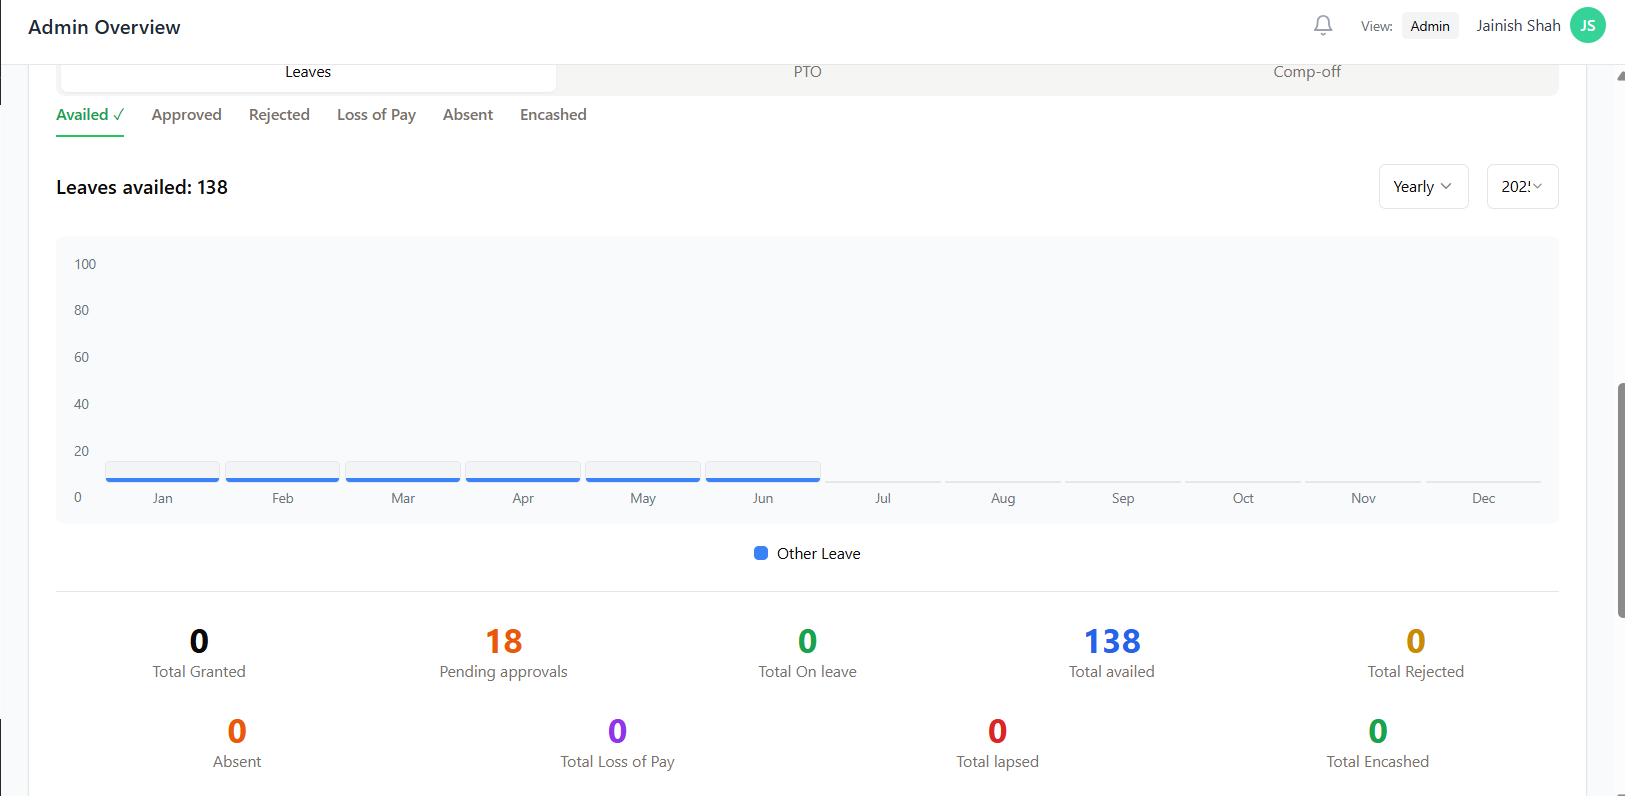 Admin Overview
View: Admin Jainish Shah JS
Leaves PTO Comp-off
Availed ✓ Approved Rejected Loss of Pay Absent Encashed
Leaves availed: 138
Yearly 202
100
80
60
40
20
0
Jan Feb Mar Apr May Jun Jul Aug Sep Oct Nov Dec
Other Leave
0 18 0 138 0
Total Granted Pending approvals Total On leave Total availed Total Rejected
0 0 0 0
Absent Total Loss of Pay Total lapsed Total Encashed